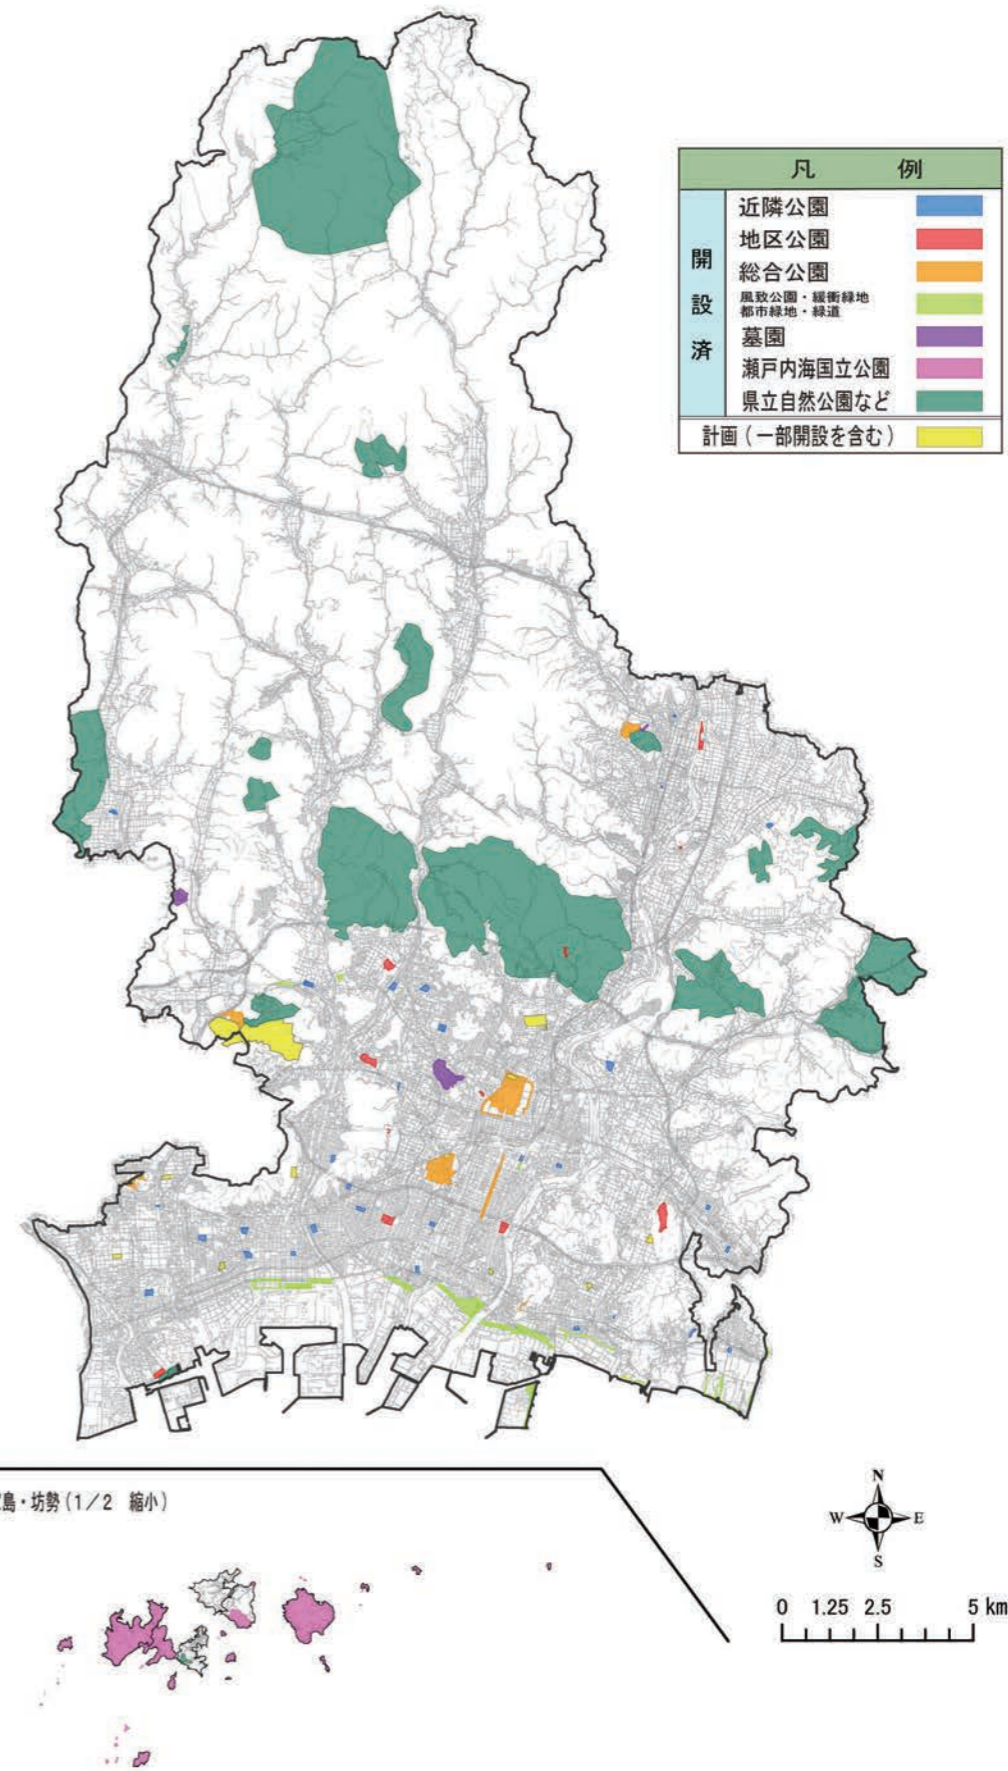 凡 例
開設済
近隣公園
地区公園
総合公園
風致公園・緩衝緑地
都市緑地・緑道
墓園
瀬戸内海国立公園
県立自然公園など
計画（一部開設を含む）
島・坊勢（1／2 縮小）
N
W E
S
0 1.25 2.5 5 km